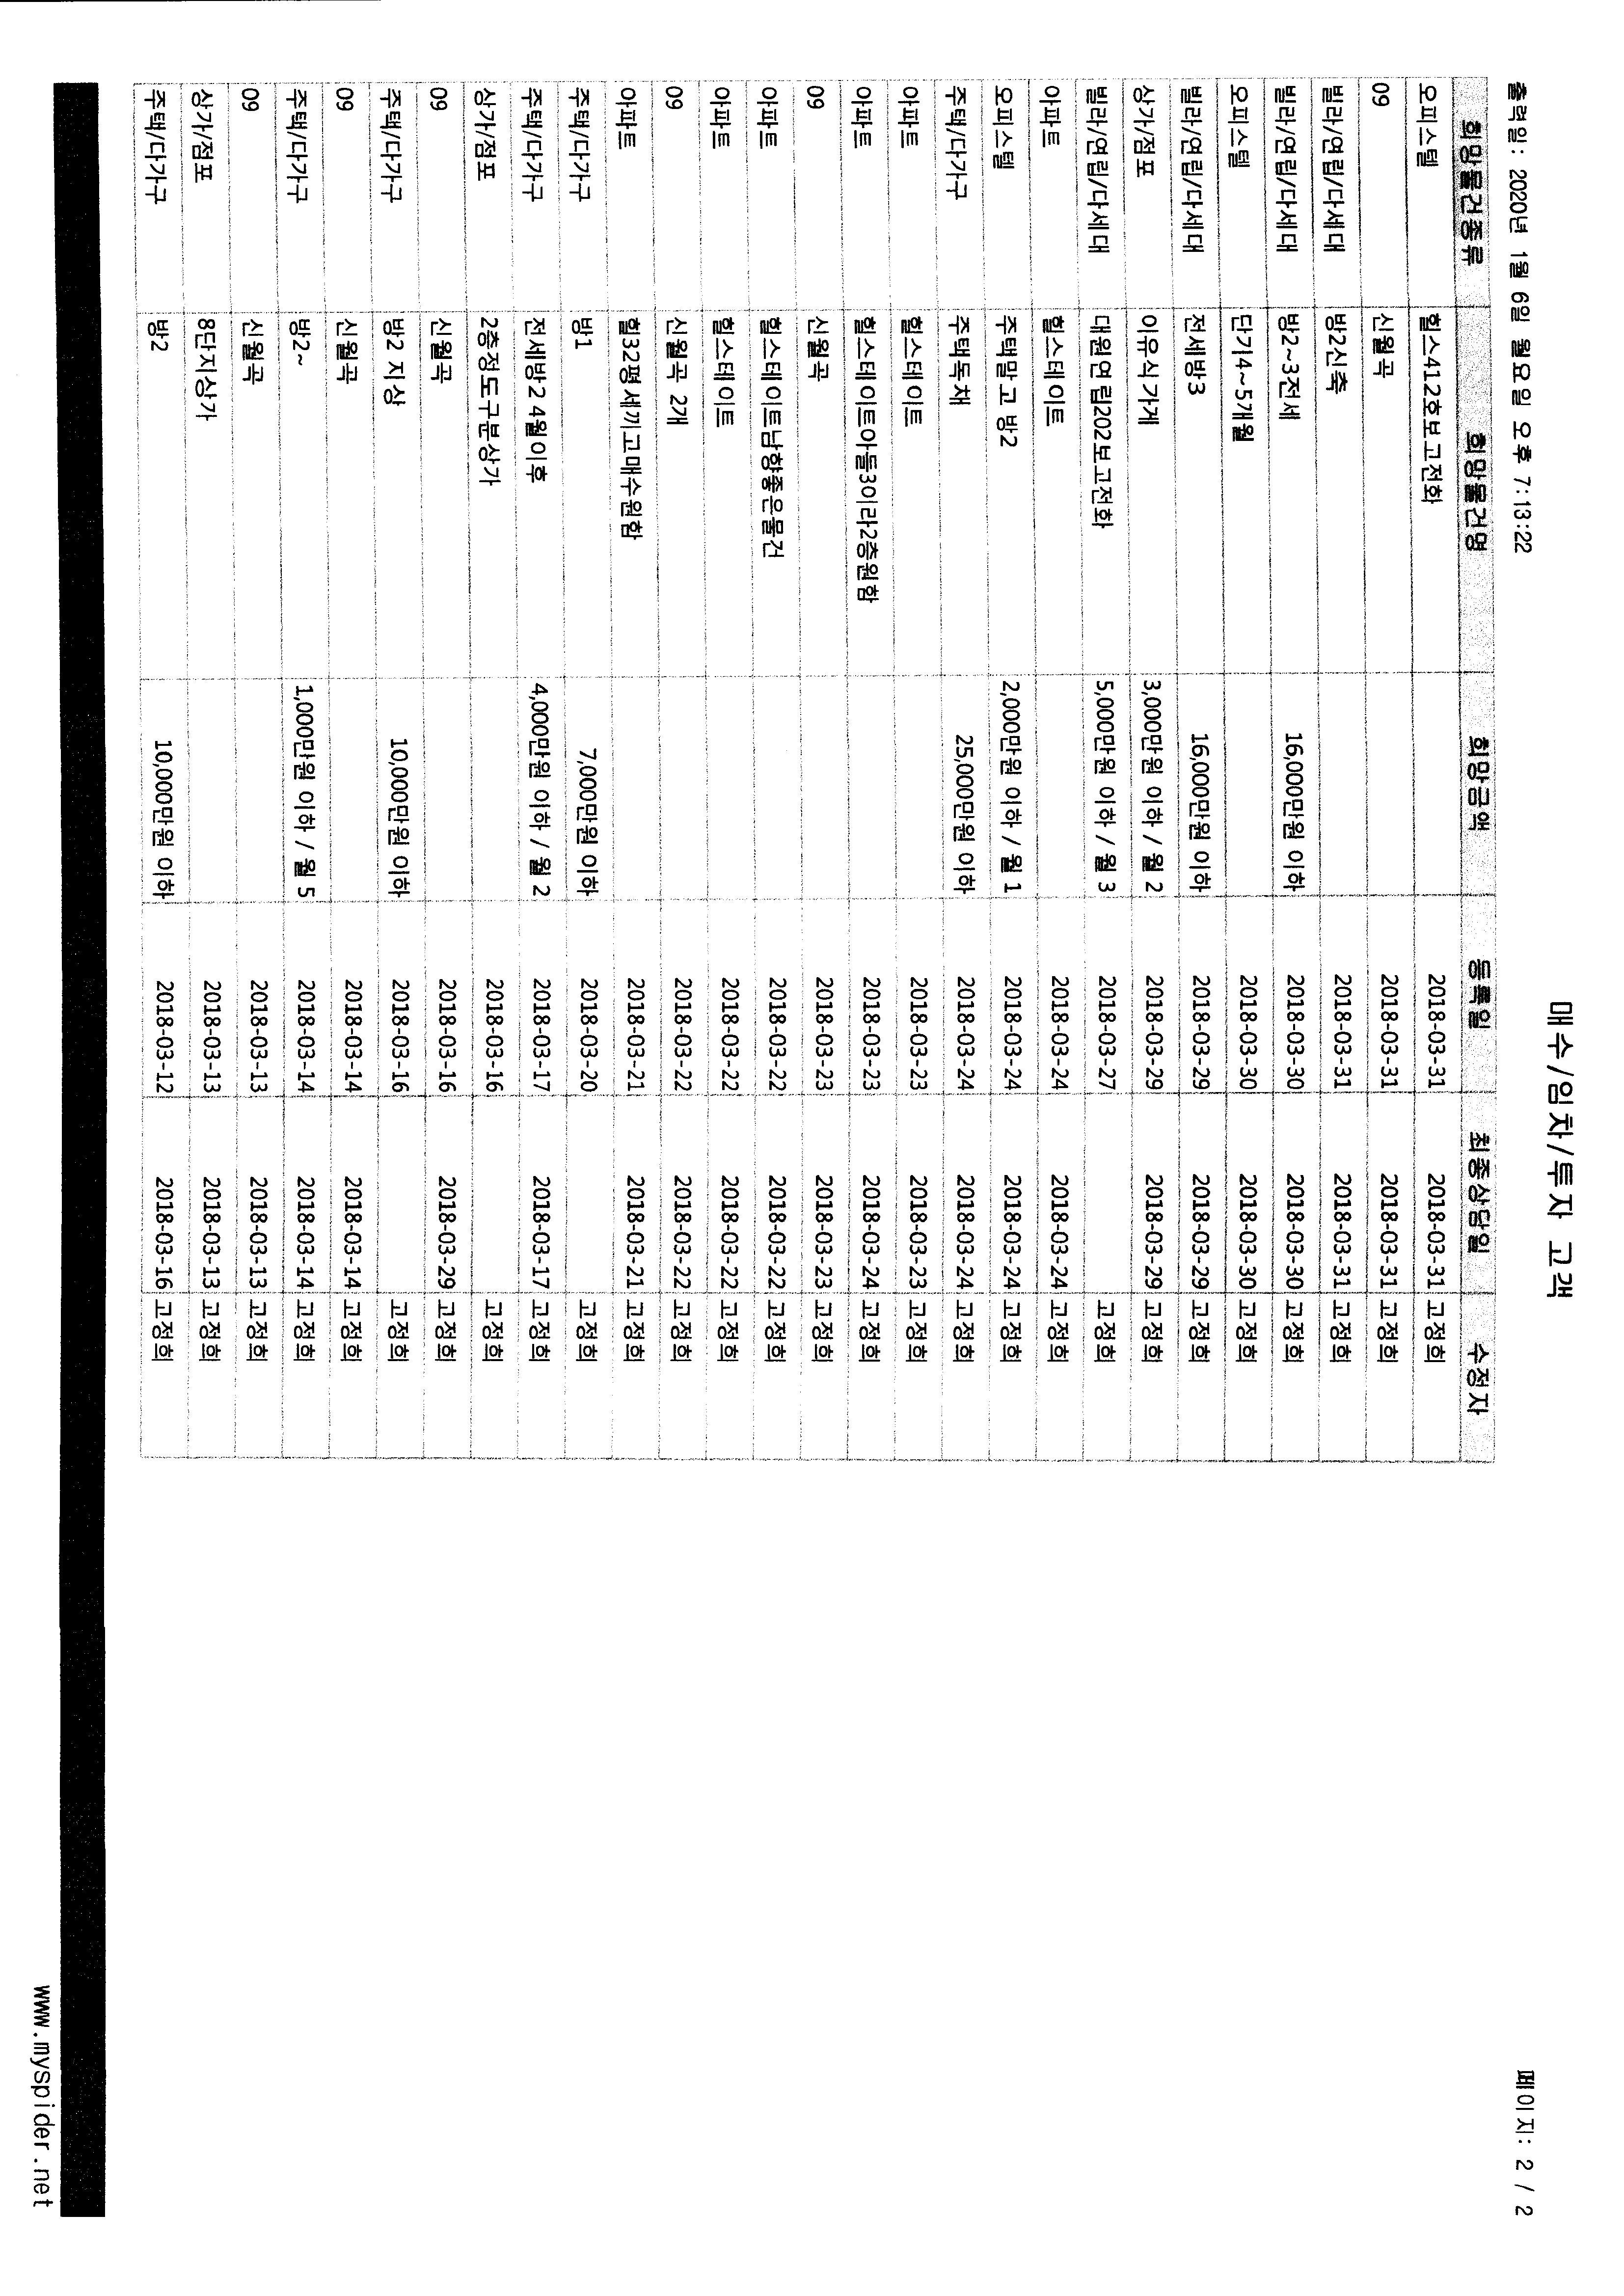 매수/임차/투자 고객
출력일: 2020년 1월 6일 월요일 오후 7:13:22 페이지: 2 / 2
희망물건종류 희망물건명 희망금액 등록일 최종상담일 수정자
오피스텔 힐스412호보고전화 2018-03-31 2018-03-31 고정희
09 신월곡 2018-03-31 2018-03-31 고정희
빌라/연립/다세대 방2신축 2018-03-31 2018-03-31 고정희
빌라/연립/다세대 방2~3전세 16,000만원 이하 2018-03-30 2018-03-30 고정희
오피스텔 단기4~5개월 2018-03-30 2018-03-30 고정희
빌라/연립/다세대 전세방3 16,000만원 이하 2018-03-29 2018-03-29 고정희
상가/점포 이유식가게 3,000만원 이하 / 월 2 2018-03-29 2018-03-29 고정희
빌라/연립/다세대 대원연립202보고전화 5,000만원 이하 / 월 3 2018-03-27 고정희
아파트 힐스테이트 2018-03-24 2018-03-24 고정희
오피스텔 주택말고 방2 2,000만원 이하 / 월 1 2018-03-24 2018-03-24 고정희
주택/다가구 주택독채 25,000만원 이하 2018-03-24 2018-03-24 고정희
아파트 힐스테이트 2018-03-23 2018-03-23 고정희
아파트 힐스테이트아들3이라2층원함 2018-03-23 2018-03-24 고정희
09 신월곡 2018-03-23 2018-03-23 고정희
아파트 힐스테이트남향좋은물건 2018-03-22 2018-03-22 고정희
아파트 힐스테이트 2018-03-22 2018-03-22 고정희
09 신월곡 2개 2018-03-22 2018-03-22 고정희
아파트 힐32평세끼고매수원함 2018-03-21 2018-03-21 고정희
주택/다가구 방1 7,000만원 이하 2018-03-20 고정희
주택/다가구 전세방2 4월이후 4,000만원 이하 / 월 2 2018-03-17 2018-03-17 고정희
상가/점포 2층정도구분상가 2018-03-16 고정희
09 신월곡 2018-03-16 2018-03-29 고정희
주택/다가구 방2 지상 10,000만원 이하 2018-03-16 고정희
09 신월곡 2018-03-14 2018-03-14 고정희
주택/다가구 방2~ 1,000만원 이하 / 월 5 2018-03-14 2018-03-14 고정희
09 신월곡 2018-03-13 2018-03-13 고정희
상가/점포 8단지상가 2018-03-13 2018-03-13 고정희
주택/다가구 방2 10,000만원 이하 2018-03-12 2018-03-16 고정희
www.myspider.net